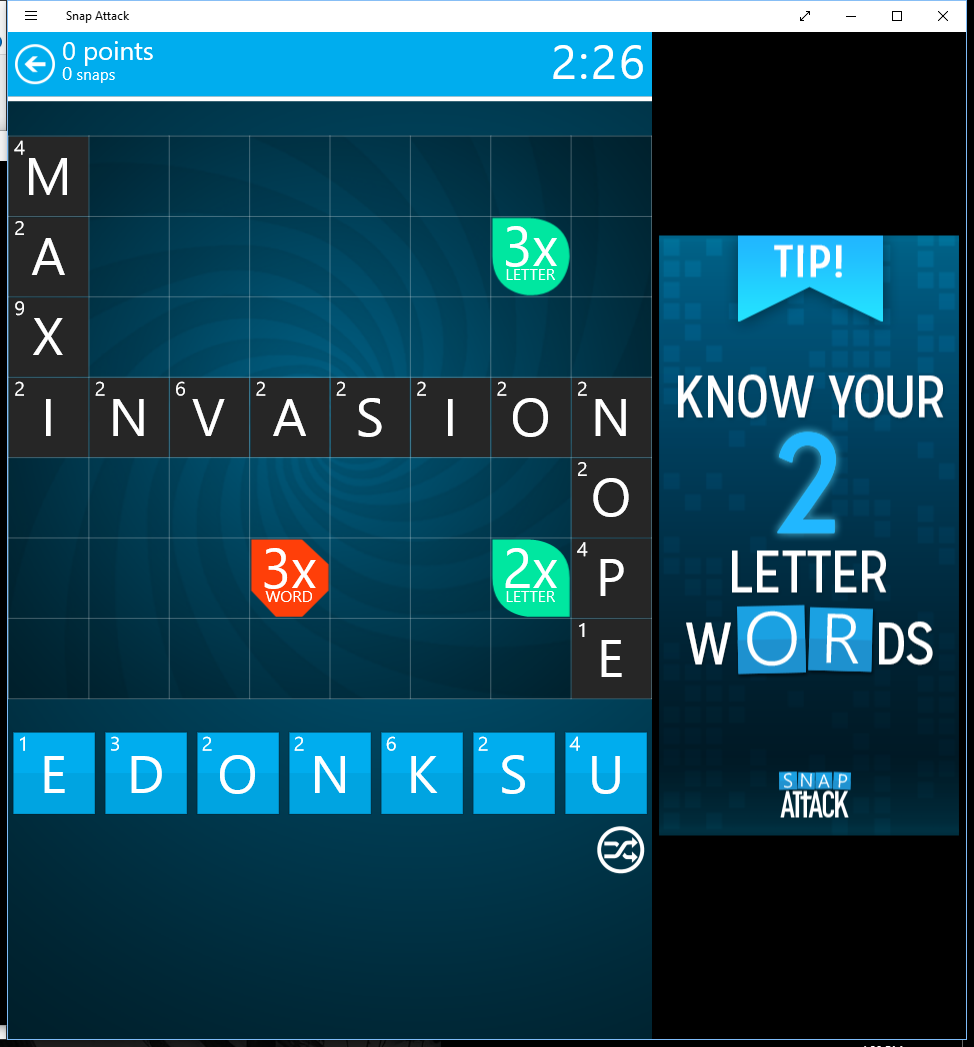 Snap Attack
0 points
0 snaps
2:26
4
M
2
A
3x
LETTER
9
X
2 2 6 2 2 2 2 2
I N V A S I O N
2
O
3x
WORD
2x
LETTER
4
P
1
E
1 3 2 2 6 2 4
E D O N K S U
TIP!
KNOW YOUR
2
LETTER
WORDS
SNAP
ATTACK